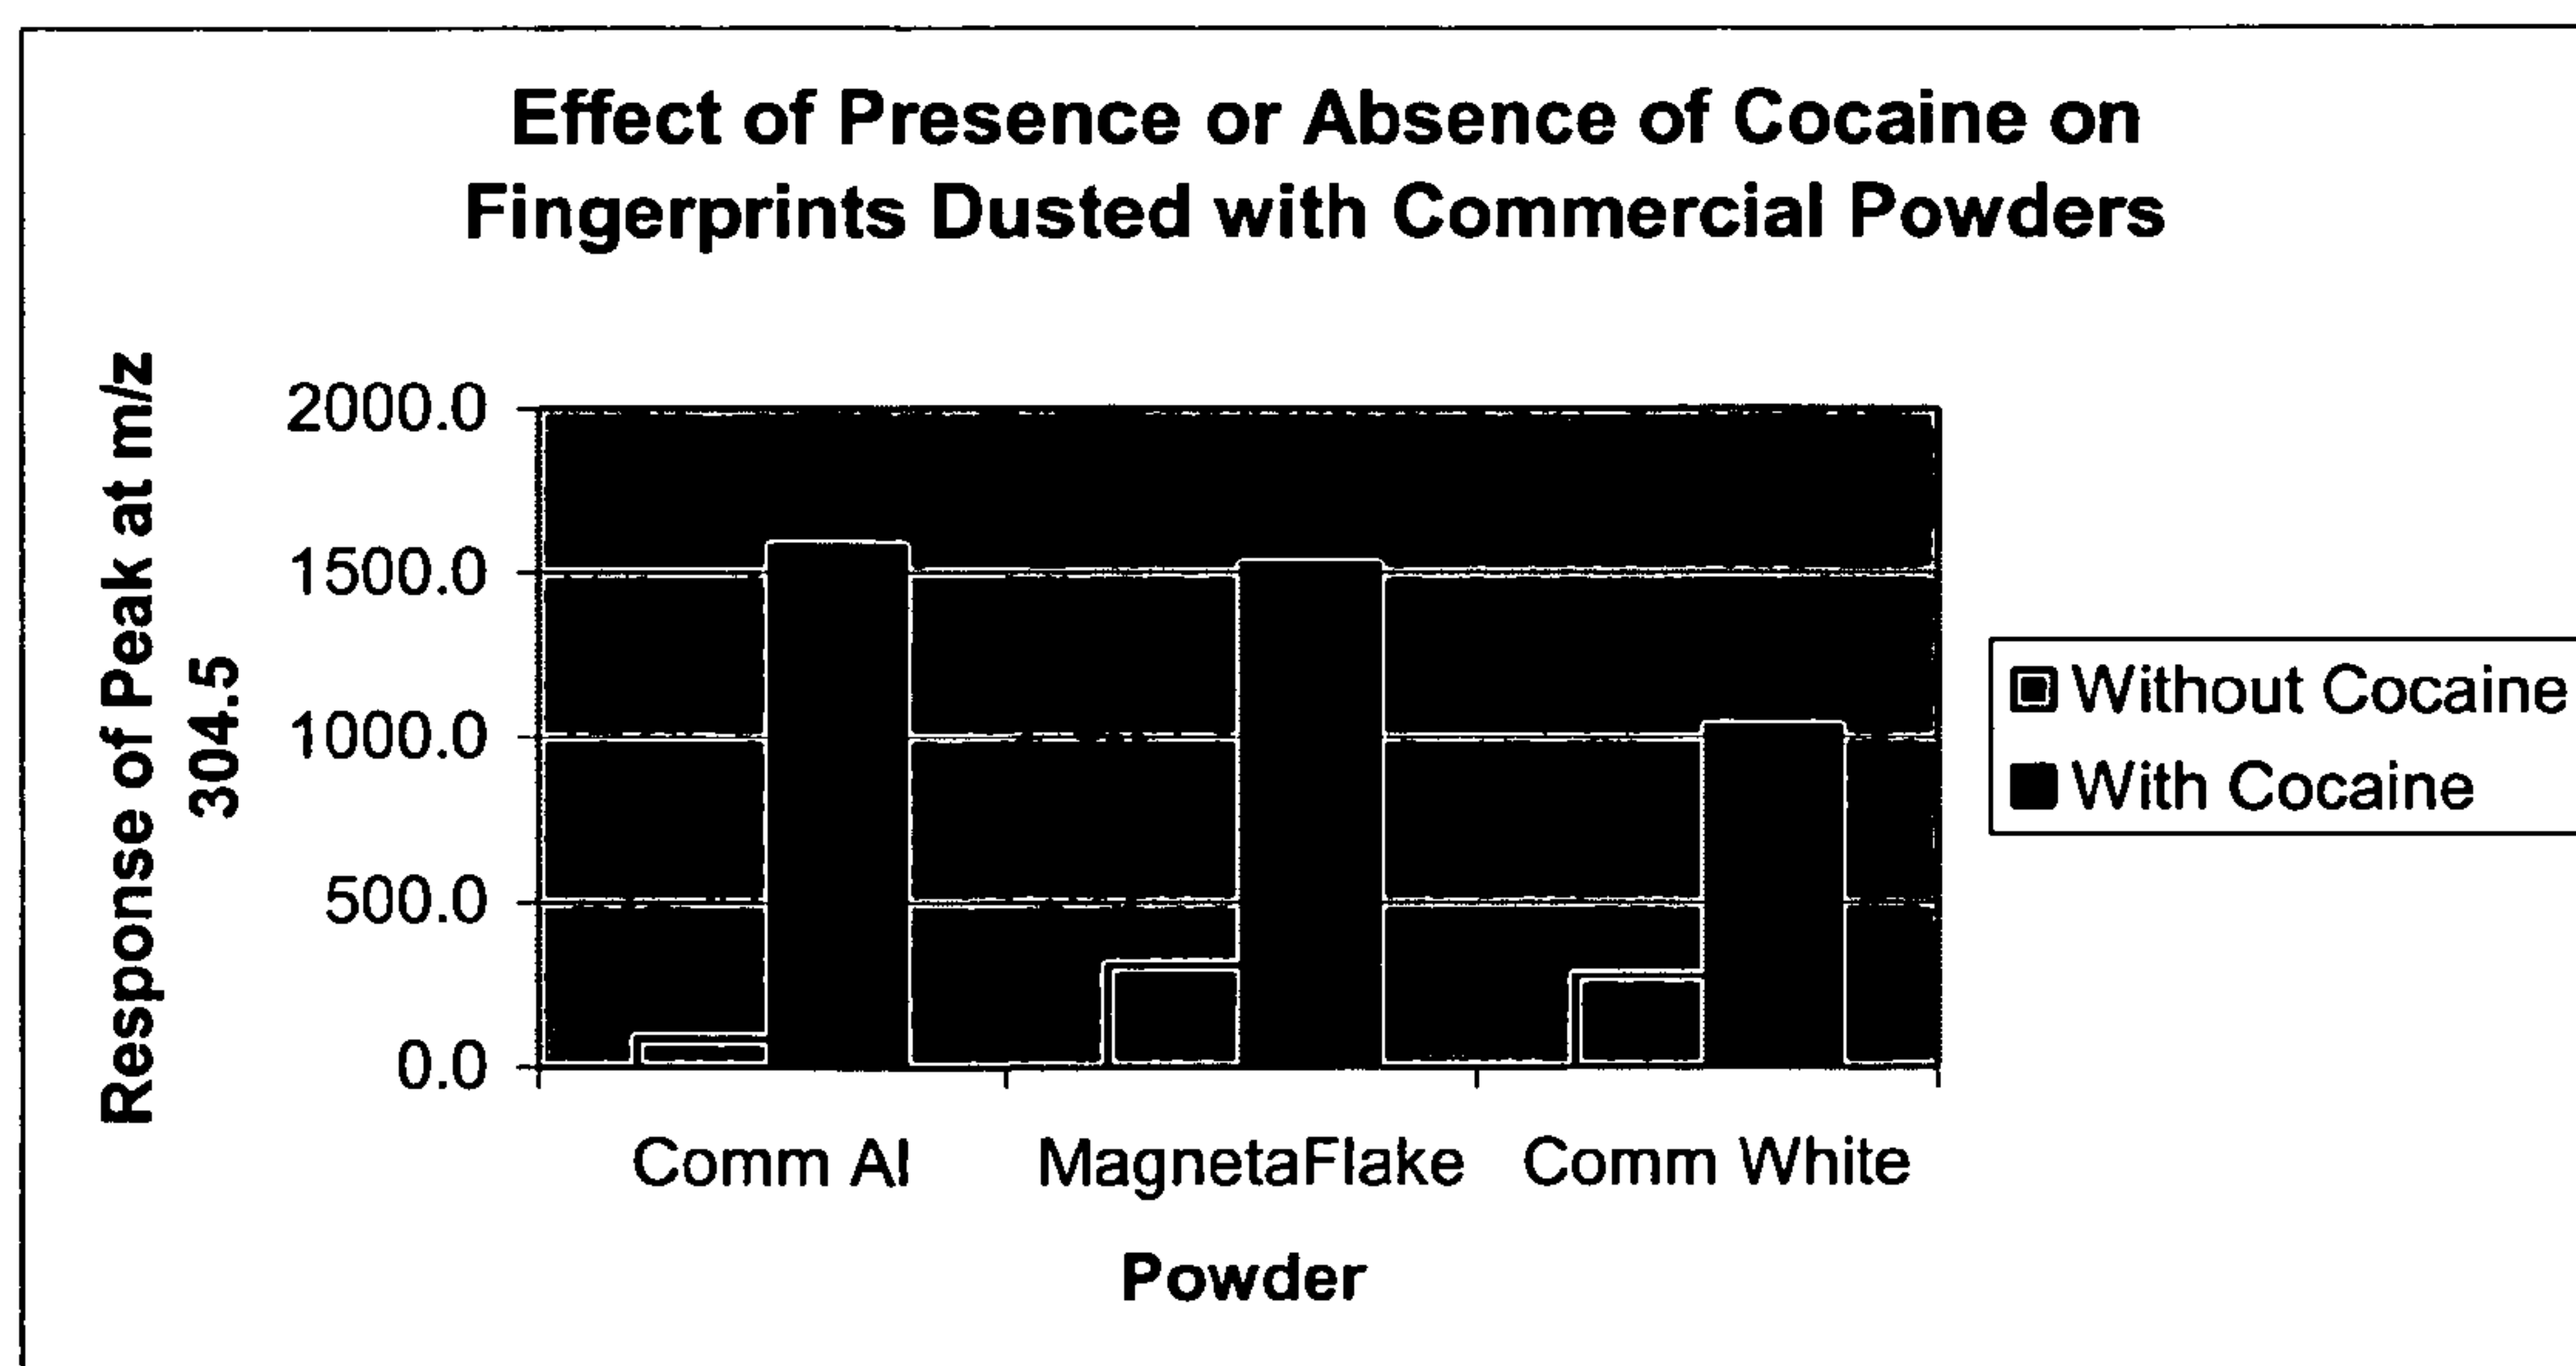 Effect of Presence or Absence of Cocaine on
Fingerprints Dusted with Commercial Powders
Response of Peak at m/z
304.5
2000.0
1500.0
1000.0
500.0
0.0
Without Cocaine
With Cocaine
Comm Al
MagnetaFlake
Comm White
Powder